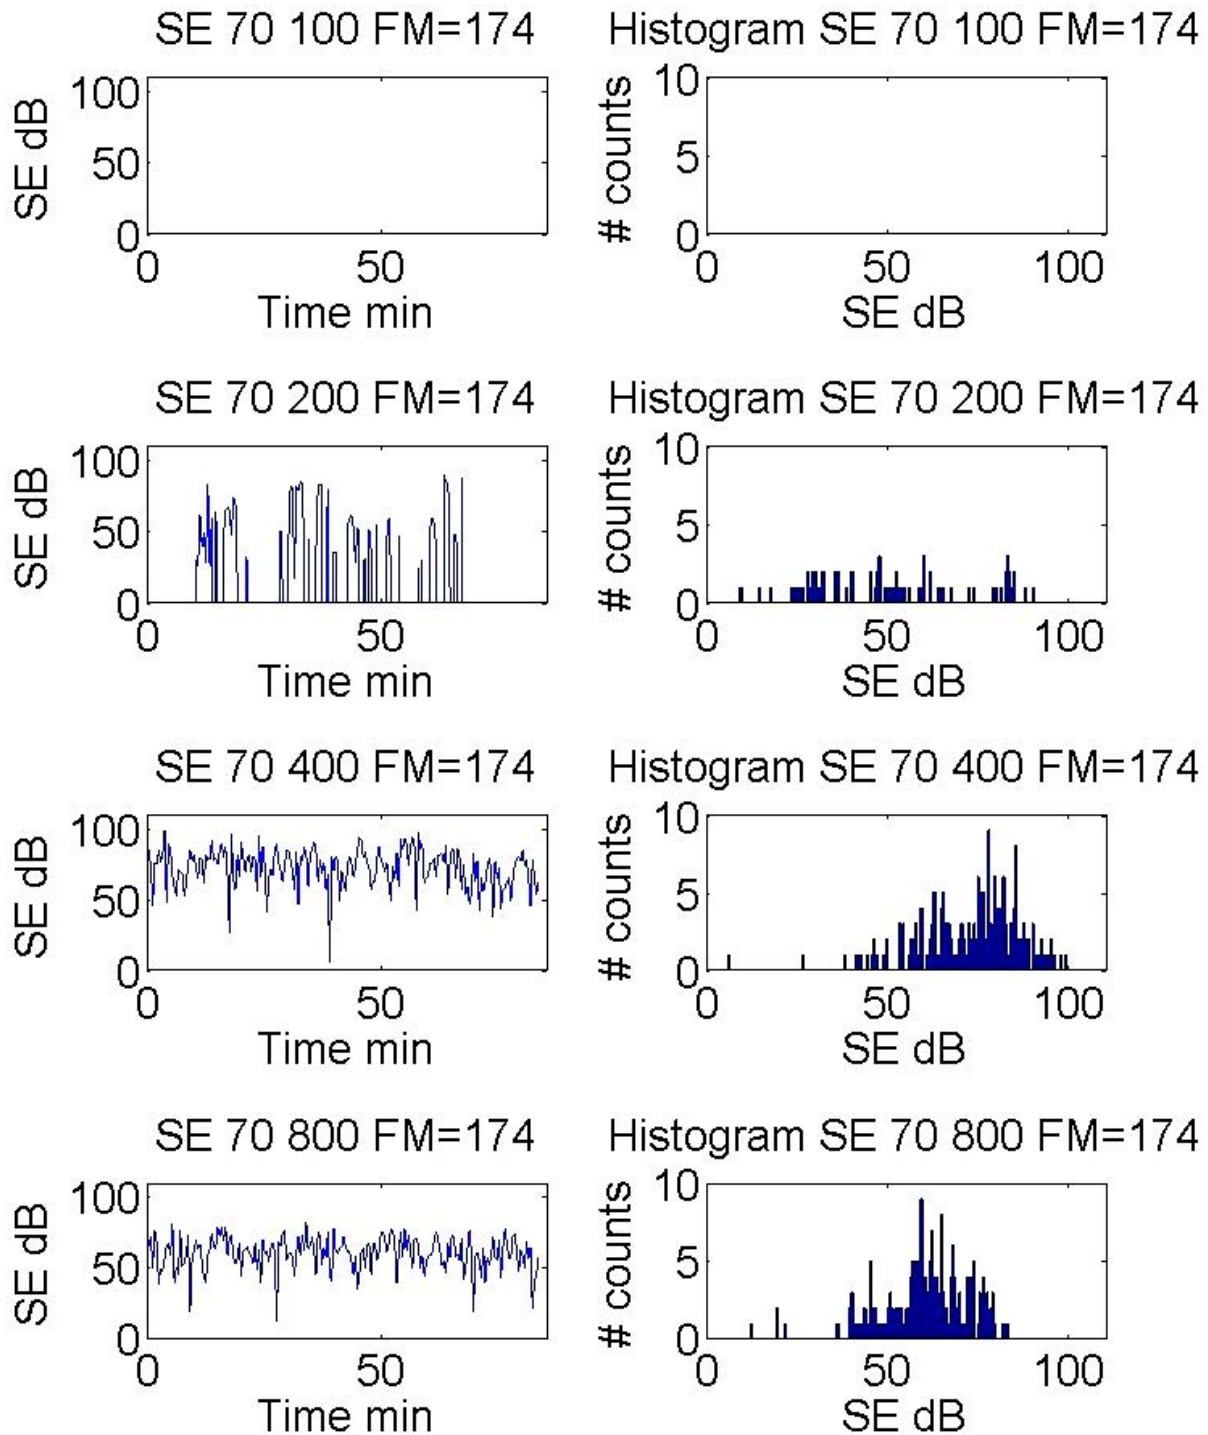 SE 70 100 FM=174
Histogram SE 70 100 FM=174
SE dB
100
50
0
0
50
Time min
# counts
10
5
0
0
50
100
SE dB
SE 70 200 FM=174
Histogram SE 70 200 FM=174
SE dB
100
50
0
0
50
Time min
# counts
10
5
0
0
50
100
SE dB
SE 70 400 FM=174
Histogram SE 70 400 FM=174
SE dB
100
50
0
0
50
Time min
# counts
10
5
0
0
50
100
SE dB
SE 70 800 FM=174
Histogram SE 70 800 FM=174
SE dB
100
50
0
0
50
Time min
# counts
10
5
0
0
50
100
SE dB